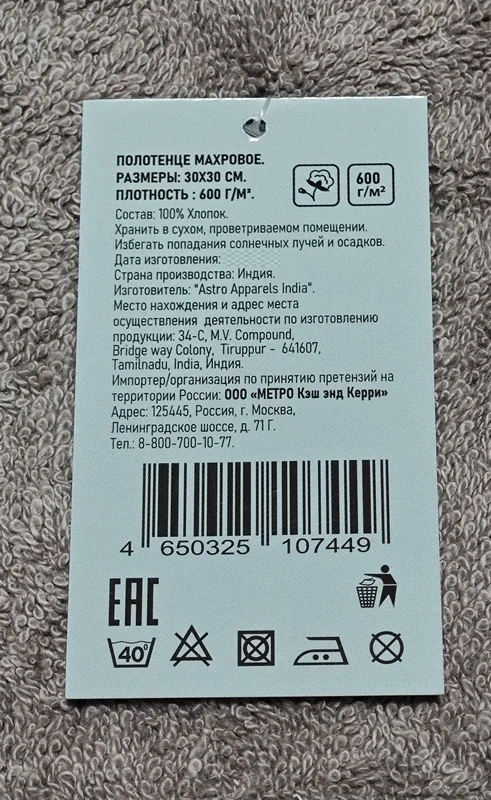 ПОЛОТЕНЦЕ МАХРОВОЕ.
РАЗМЕРЫ: 30Х30 СМ.
ПЛОТНОСТЬ : 600 Г/М².
600
Г/М²
Состав: 100% Хлопок.
Хранить в сухом, проветриваемом помещении.
Избегать попадания солнечных лучей и осадков.
Дата изготовления:
Страна производства: Индия.
Изготовитель: "Astro Apparels India".
Место нахождения и адрес места
осуществления деятельности по изготовлению
продукции: 34-С, M.V. Compound,
Bridge way Colony, Tiruppur - 641607,
Tamilnadu, India, Индия.
Импортер/организация по принятию претензий на
территории России: ООО «МЕТРО Кэш энд Керри»
Адрес: 125445, Россия, г. Москва,
Ленинградское шоссе, д. 71 Г.
Тел.: 8-800-700-10-77.
4 650325 107449
EAC
40°